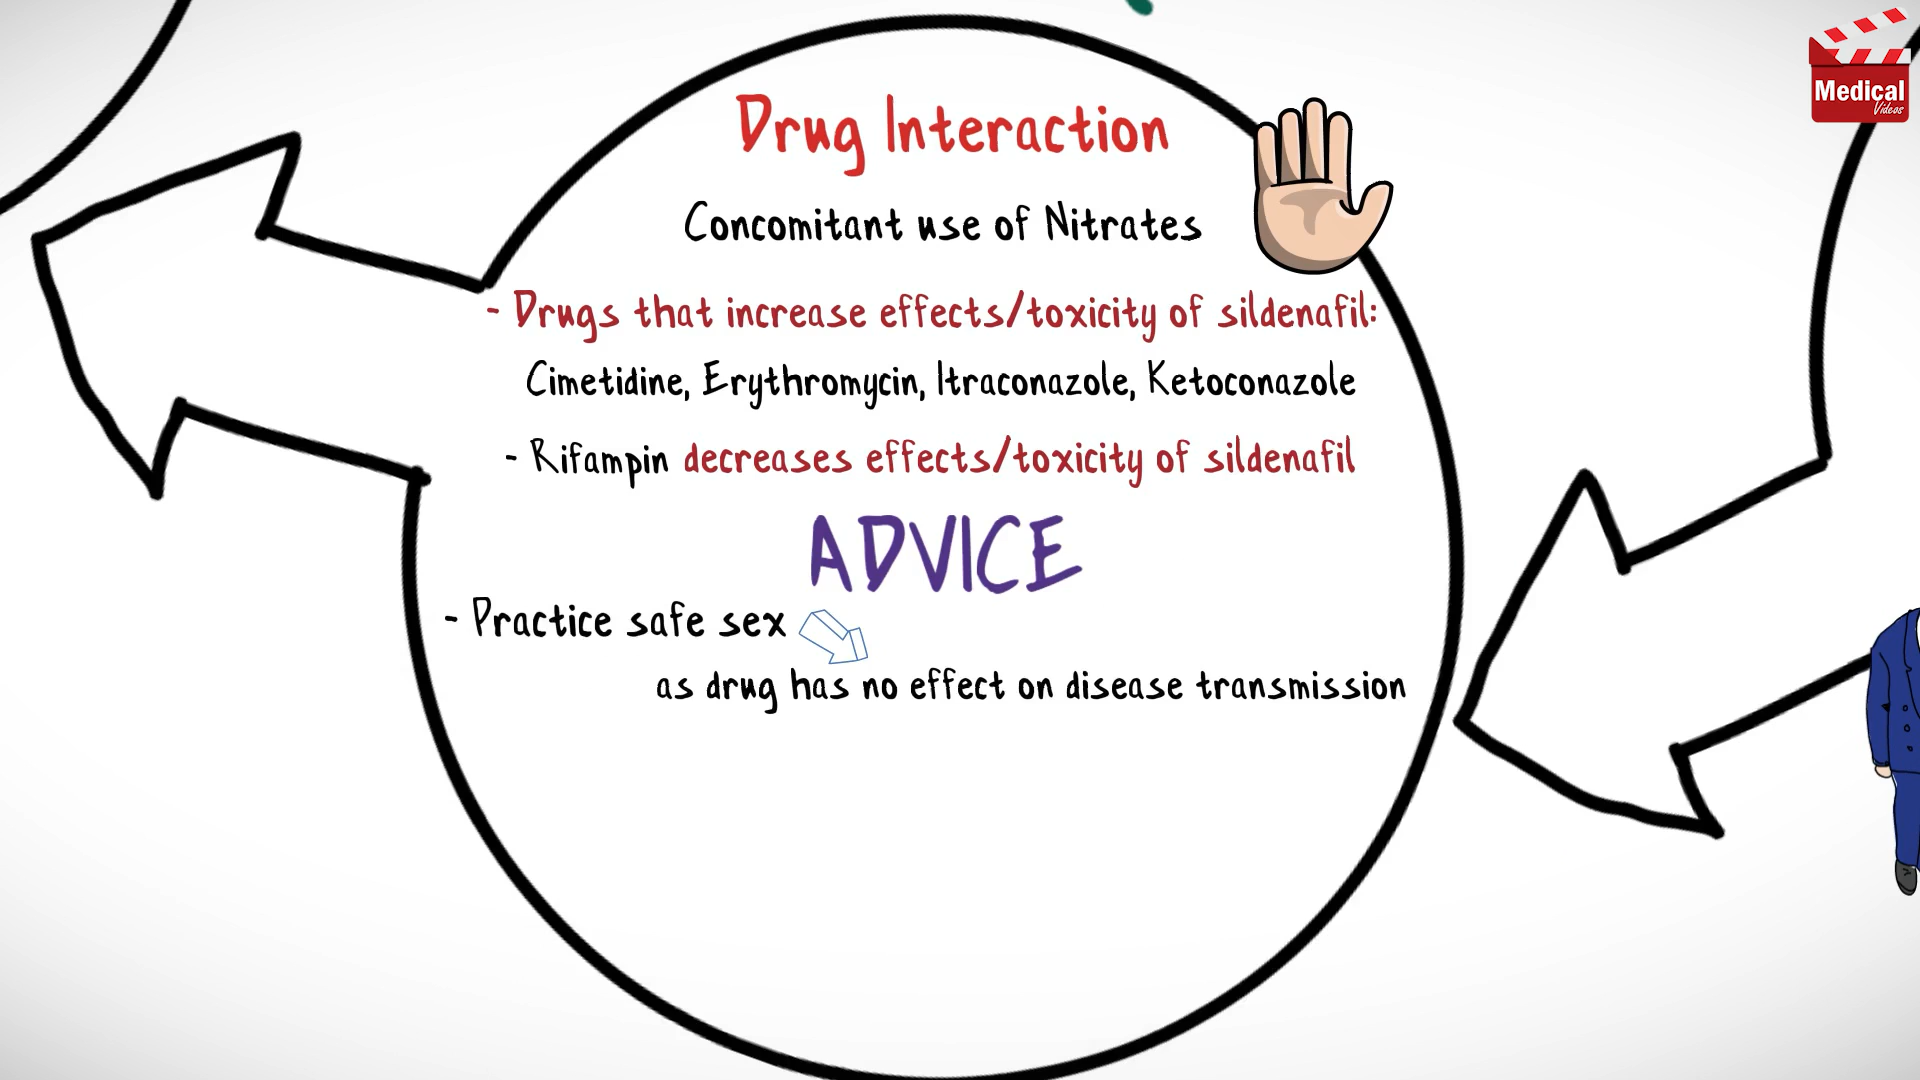 Medical
Videos
Drug Interaction
Concomitant use of Nitrates
- Drugs that increase effects/toxicity of sildenafil:
Cimetidine, Erythromycin, Itraconazole, Ketoconazole
- Rifampin decreases effects/toxicity of sildenafil
ADVICE
- Practice safe sex
as drug has no effect on disease transmission